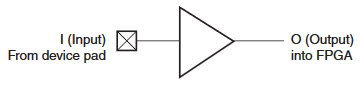 I (Input)
From device pad
O (Output)
into FPGA